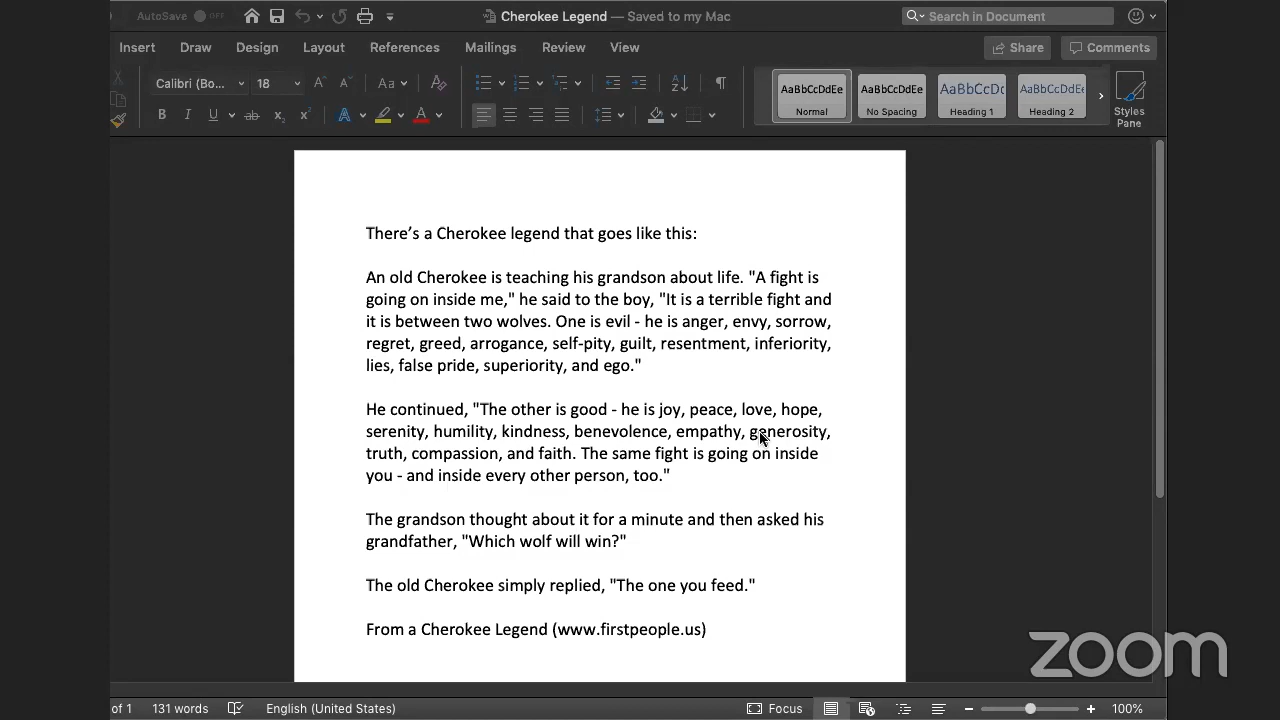 AutoSave OFF
Cherokee Legend — Saved to my Mac
Search in Document
Insert Draw Design Layout References Mailings Review View
Share Comments
Calibri (Bo... 18
AaBbCcDdEe AaBbCcDdEe AaBbCcDc AaBbCcDdEe
Normal No Spacing Heading 1 Heading 2
Styles Pane
There’s a Cherokee legend that goes like this:
An old Cherokee is teaching his grandson about life. "A fight is
going on inside me," he said to the boy, "It is a terrible fight and
it is between two wolves. One is evil - he is anger, envy, sorrow,
regret, greed, arrogance, self-pity, guilt, resentment, inferiority,
lies, false pride, superiority, and ego."
He continued, "The other is good - he is joy, peace, love, hope,
serenity, humility, kindness, benevolence, empathy, generosity,
truth, compassion, and faith. The same fight is going on inside
you - and inside every other person, too."
The grandson thought about it for a minute and then asked his
grandfather, "Which wolf will win?"
The old Cherokee simply replied, "The one you feed."
From a Cherokee Legend (www.firstpeople.us)
zoom
of 1 131 words English (United States) Focus 100%